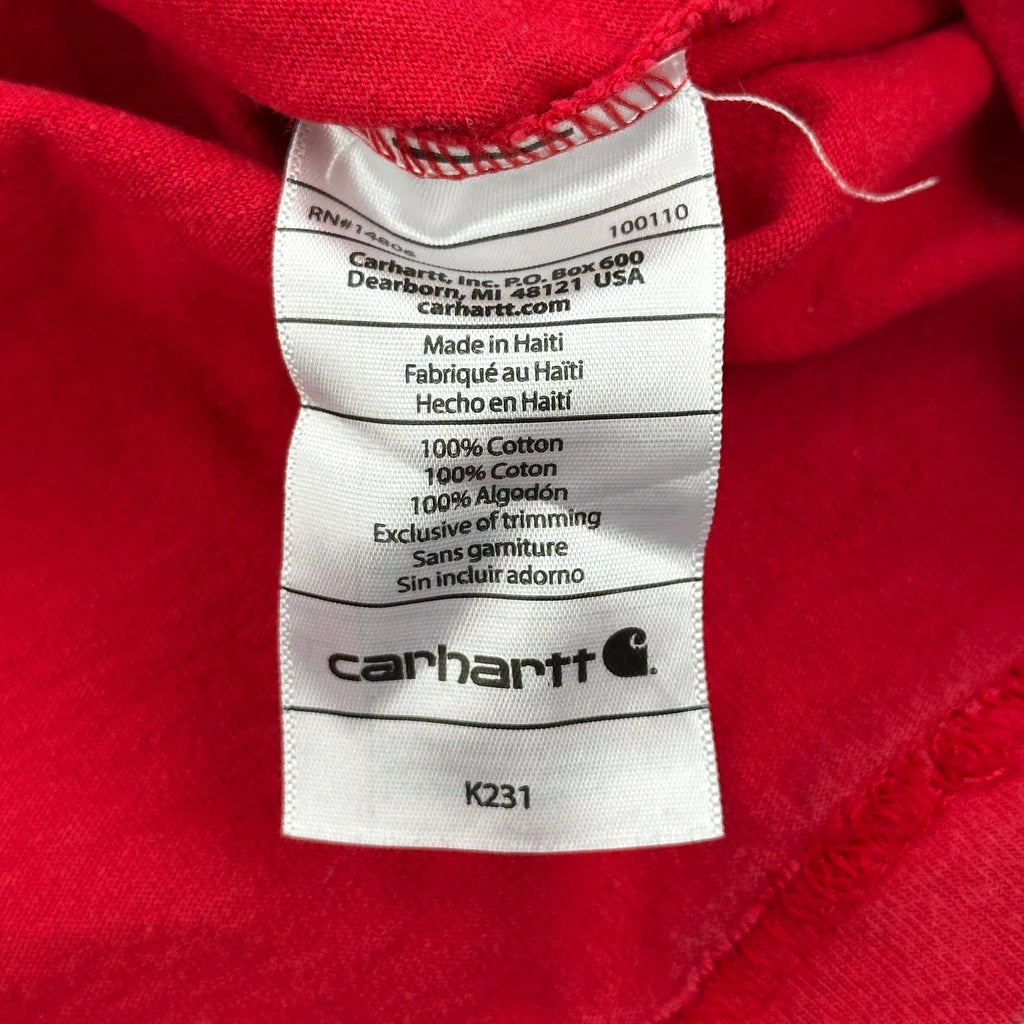 RN#14806 100110
Carhartt, Inc. P.O. Box 600
Dearborn, MI 48121 USA
carhartt.com
Made in Haiti
Fabriqué au Haïti
Hecho en Haití
100% Cotton
100% Coton
100% Algodón
Exclusive of trimming
Sans garniture
Sin incluir adorno
carhartt
K231